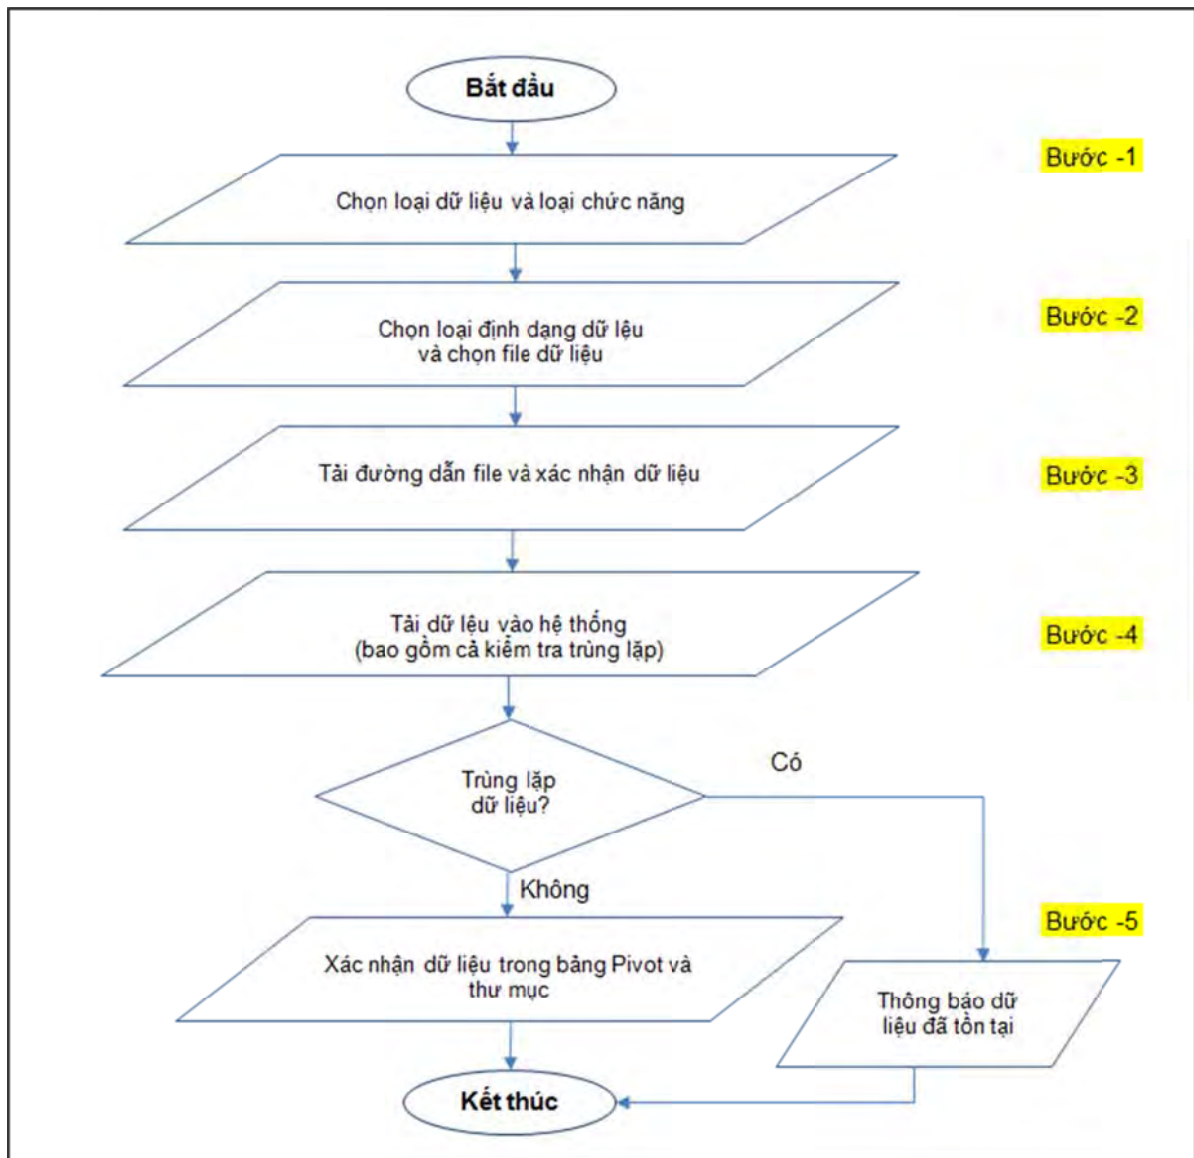 Bắt đầu
Bước -1
Chọn loại dữ liệu và loại chức năng
Bước -2
Chọn loại định dạng dữ lệu
và chọn file dữ liệu
Bước -3
Tải đường dẫn file và xác nhận dữ liệu
Bước -4
Tải dữ lệu vào hệ thống
(bao gồm cả kiểm tra trùng lặp)
Trùng lặp
dữ liệu?
Có
Không
Bước -5
Xác nhận dữ liệu trong bảng Pivot và
thư mục
Thông báo dữ
liệu đã tồn tại
Kết thúc